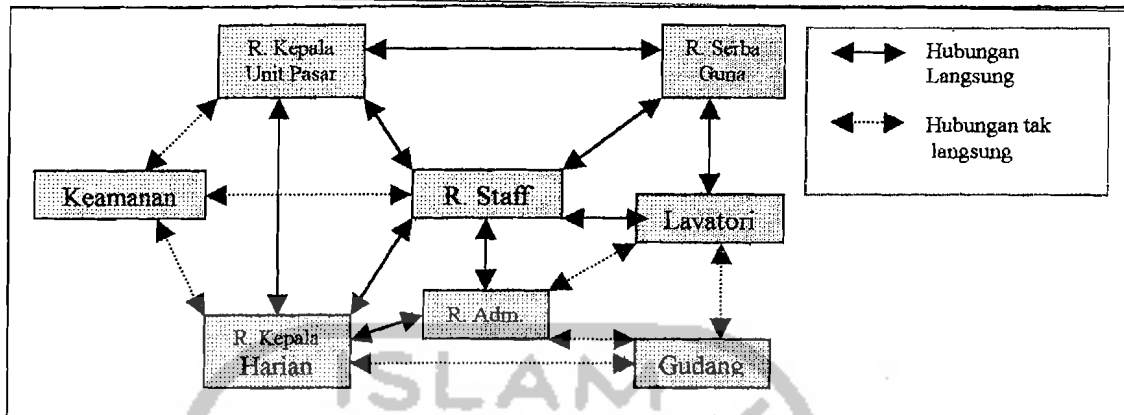 R. Kepala
Unit Pasar
R. Serba
Guna
Hubungan
Langsung
Hubungan tak
langsung
Keamanan
R. Staff
Lavatori
R. Kepala
Harian
R. Adm.
Gudang
ISLAM